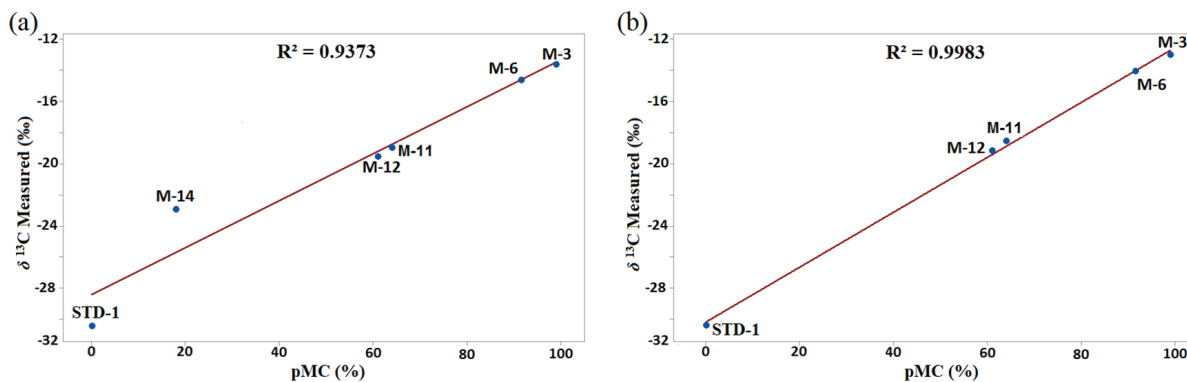 (a)
R² = 0.9373
-12
-16
-20
-24
-28
-32
δ ¹³C Measured (‰)
M-3
M-6
M-11
M-12
M-14
STD-1
0
20
40
60
80
100
pMC (%)
(b)
R² = 0.9983
-12
-16
-20
-24
-28
-32
δ ¹³C Measured (‰)
M-3
M-6
M-11
M-12
STD-1
0
20
40
60
80
100
pMC (%)